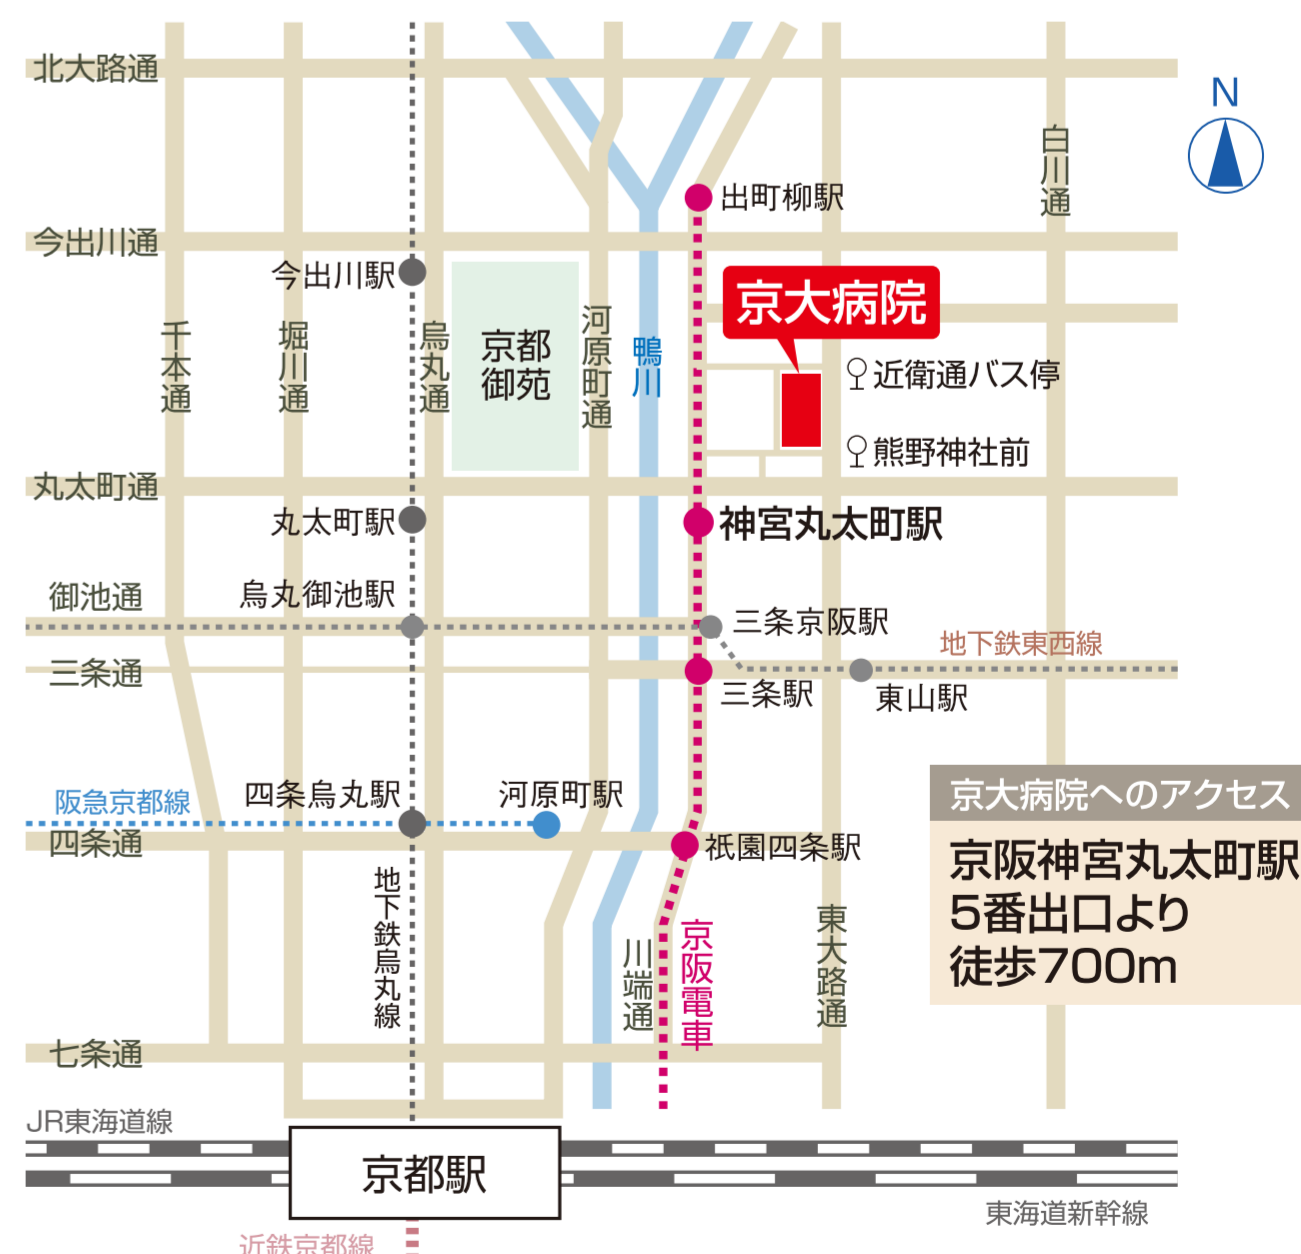 北大路通
N
白川通
出町柳駅
今出川通
今出川駅
京大病院
千本通
堀川通
烏丸通
京都
御苑
河原町通
鴨川
近衛通バス停
熊野神社前
丸太町通
丸太町駅
神宮丸太町駅
御池通
烏丸御池駅
三条京阪駅
地下鉄東西線
三条通
三条駅
東山駅
阪急京都線
四条烏丸駅
河原町駅
京大病院へのアクセス
四条通
祇園四条駅
京阪神宮丸太町駅
5番出口より
徒歩700m
地下鉄烏丸線
川端通
京阪電車
東大路通
七条通
JR東海道線
京都駅
東海道新幹線
近鉄京都線